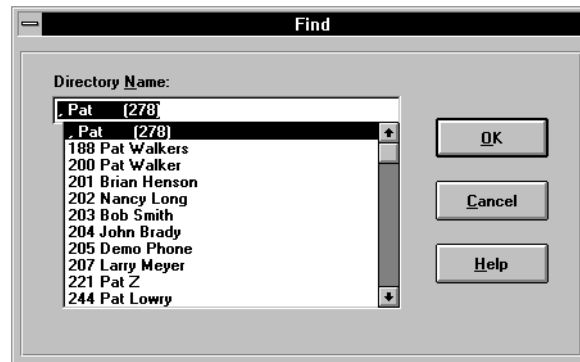 Find
Directory Name:
, Pat (278)
, Pat (278)
188 Pat Walkers
200 Pat Walker
201 Brian Henson
202 Nancy Long
203 Bob Smith
204 John Brady
205 Demo Phone
207 Larry Meyer
221 Pat Z
244 Pat Lowry
OK
Cancel
Help